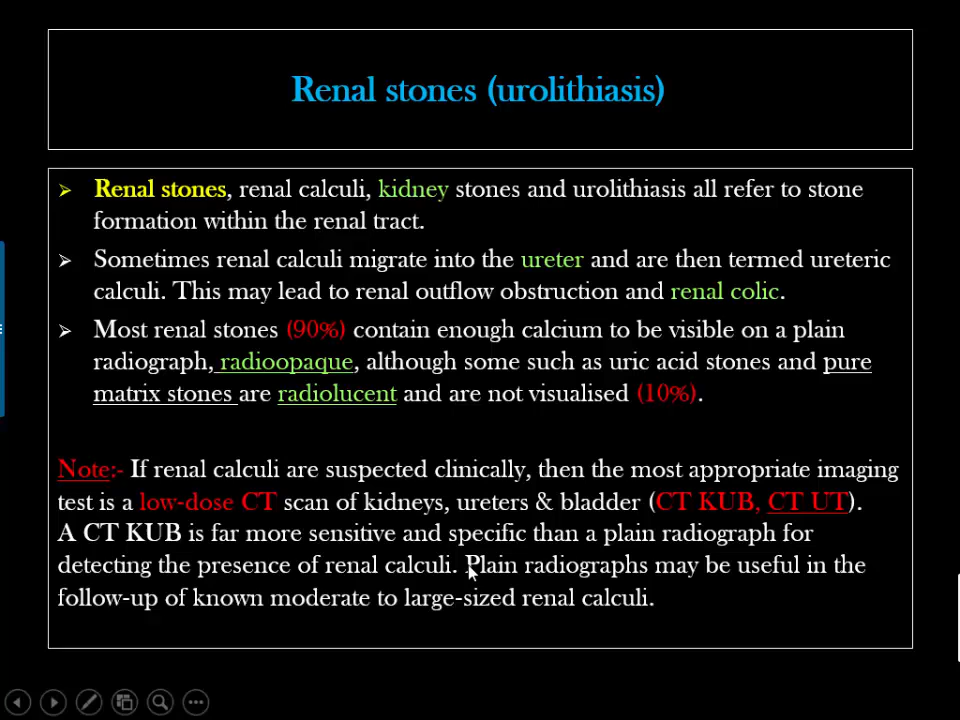 Renal stones (urolithiasis)
Renal stones, renal calculi, kidney stones and urolithiasis all refer to stone
formation within the renal tract.
Sometimes renal calculi migrate into the ureter and are then termed ureteric
calculi. This may lead to renal outflow obstruction and renal colic.
Most renal stones (90%) contain enough calcium to be visible on a plain
radiograph, radioopaque, although some such as uric acid stones and pure
matrix stones are radiolucent and are not visualised (10%).
Note:- If renal calculi are suspected clinically, then the most appropriate imaging
test is a low-dose CT scan of kidneys, ureters & bladder (CT KUB, CT UT).
A CT KUB is far more sensitive and specific than a plain radiograph for
detecting the presence of renal calculi. Plain radiographs may be useful in the
follow-up of known moderate to large-sized renal calculi.